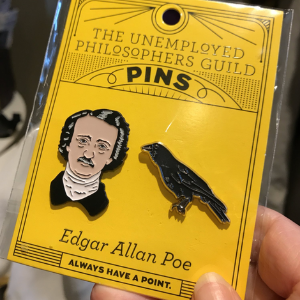 THE UNEMPLOYED
PHILOSOPHERS GUILD
PINS
Edgar Allan Poe
ALWAYS HAVE A POINT.